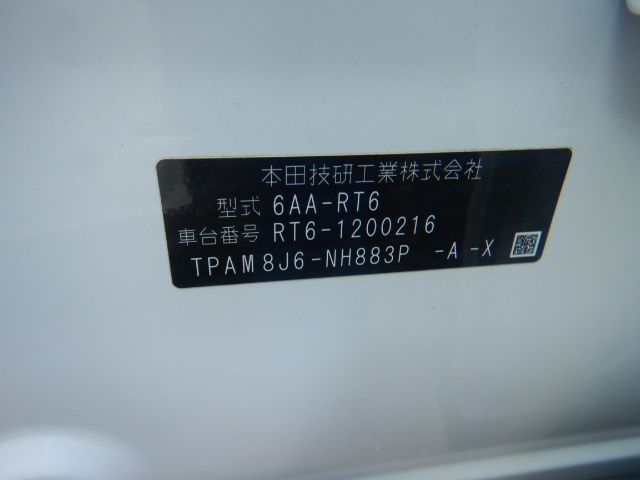 本田技研工業株式会社
型式 6AA-RT6
車台番号 RT6-1200216
TPAM8J6-NH883P -A-X